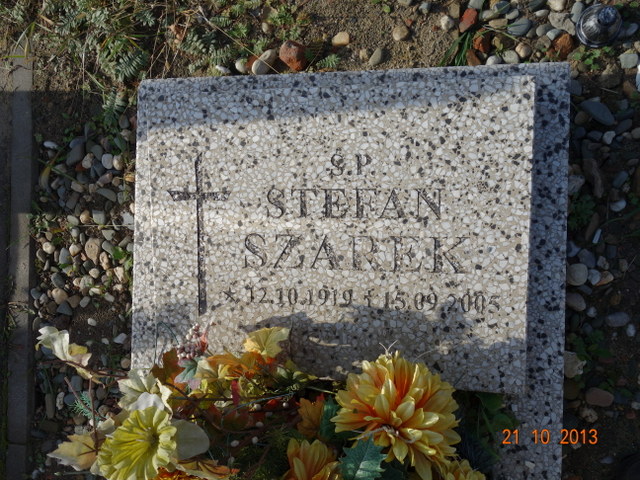 Ś.P.
STEFAN
SZAREK
* 12.10.1919 † 15.09.2005
21 10 2013